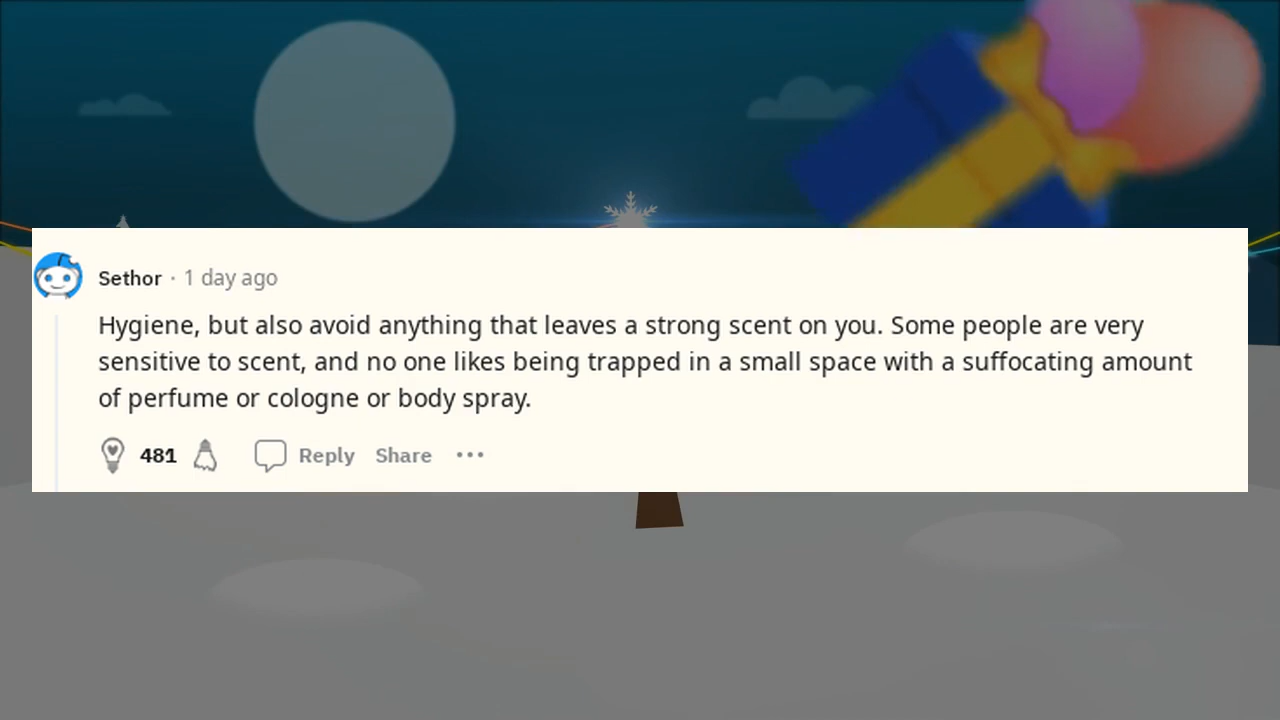 Sethor · 1 day ago
Hygiene, but also avoid anything that leaves a strong scent on you. Some people are very
sensitive to scent, and no one likes being trapped in a small space with a suffocating amount
of perfume or cologne or body spray.
481 Reply Share •••